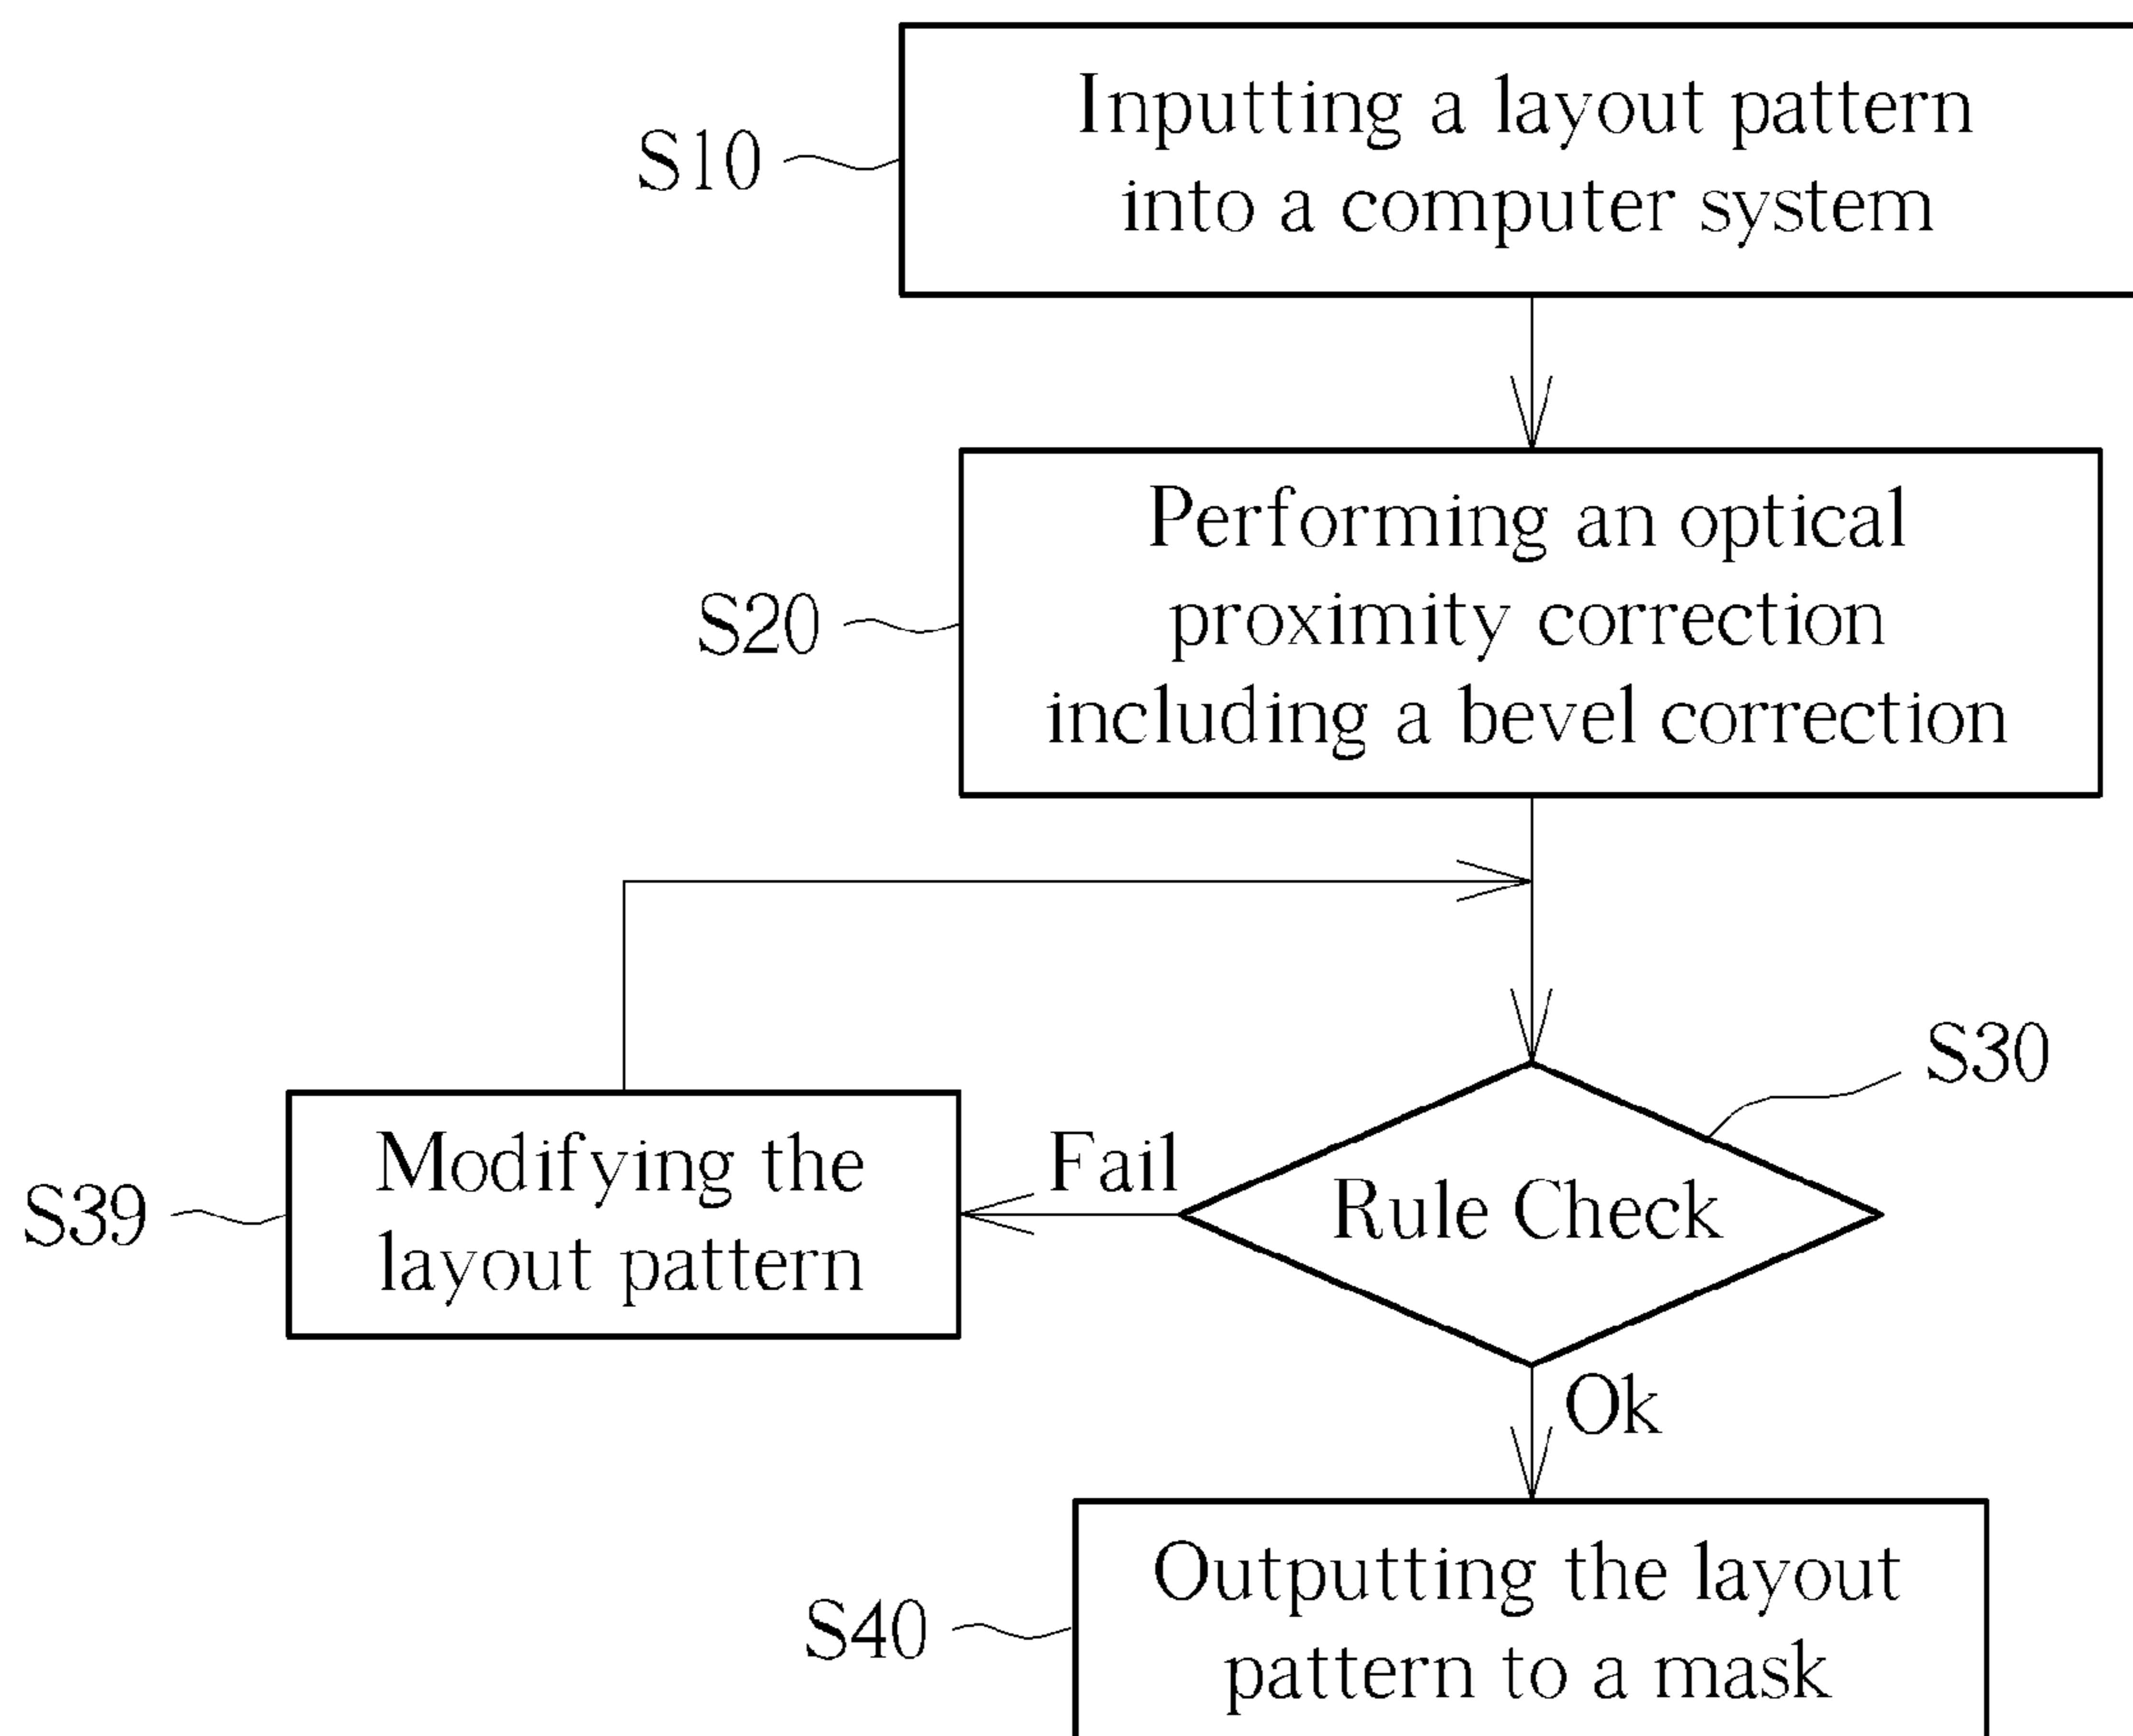 S10
Inputting a layout pattern
into a computer system
S20
Performing an optical
proximity correction
including a bevel correction
S30
Rule Check
Fail
S39
Modifying the
layout pattern
Ok
S40
Outputting the layout
pattern to a mask